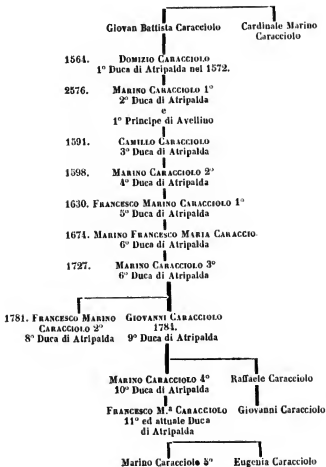 Giovan Battista Caracciolo
Cardinale Marino
Caracciolo
1564. DOMIZIO CARACCIOLO
1° Duca di Atripalda nel 1572.
2576. MARINO CARACCIOLO 1°
2° Duca di Atripalda
e
1° Principe di Avellino
1591. CAMILLO CARACCIOLO
3° Duca di Atripalda
1598. MARINO CARACCIOLO 2°
4° Duca di Atripalda
1630. FRANCESCO MARINO CARACCIOLO 1°
5° Duca di Atripalda
1674. MARINO FRANCESCO MARIA CARACCIO-
6° Duca di Atripalda
1727. MARINO CARACCIOLO 3°
6° Duca di Atripalda
1781. FRANCESCO MARINO
CARACCIOLO 2°
8° Duca di Atripalda
GIOVANNI CARACCIOLO
1784.
9° Duca di Atripalda
MARINO CARACCIOLO 4°
10° Duca di Atripalda
Raffaele Caracciolo
FRANCESCO M.ª CARACCIOLO
11° ed attuale Duca
di Atripalda
Giovanni Caracciolo
Marino Caracciolo 5°
Eugenia Caracciolo